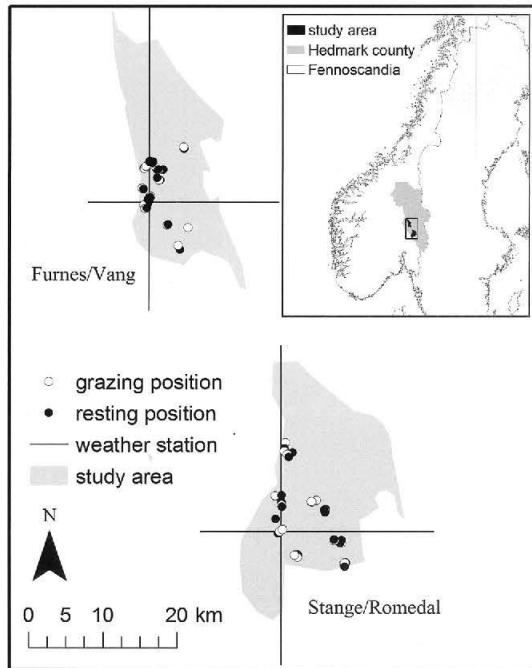 study area
Hedmark county
Fennoscandia
Furnes/Vang
grazing position
resting position
weather station
study area
N
0 5 10 20 km
Stange/Romedal